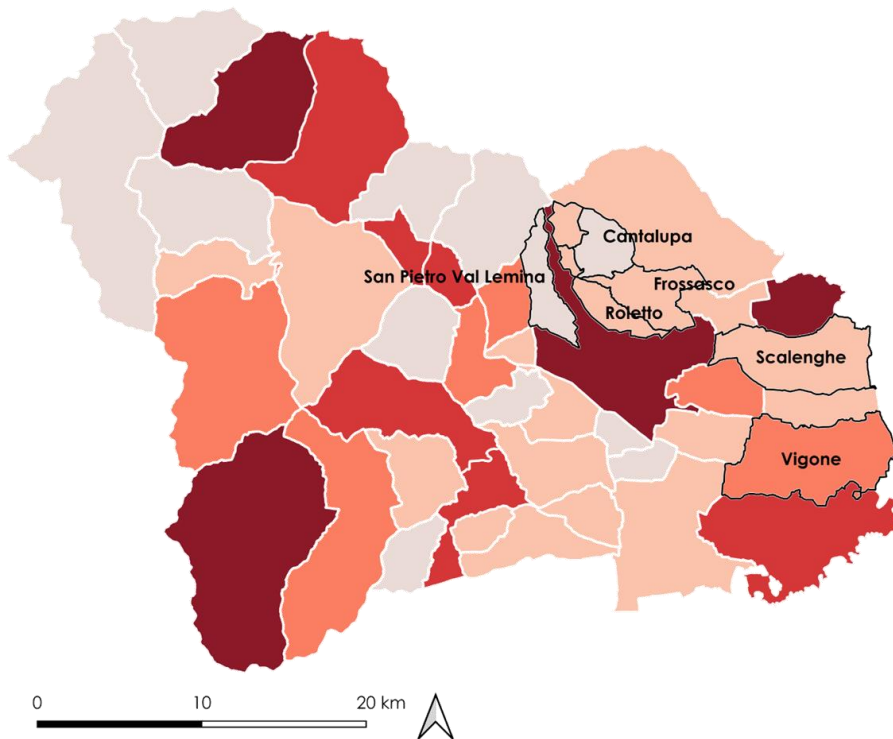 Cantalupa
San Pietro Val Lemina
Frossasco
Roletto
Scalenghe
Vigone
0 10 20 km